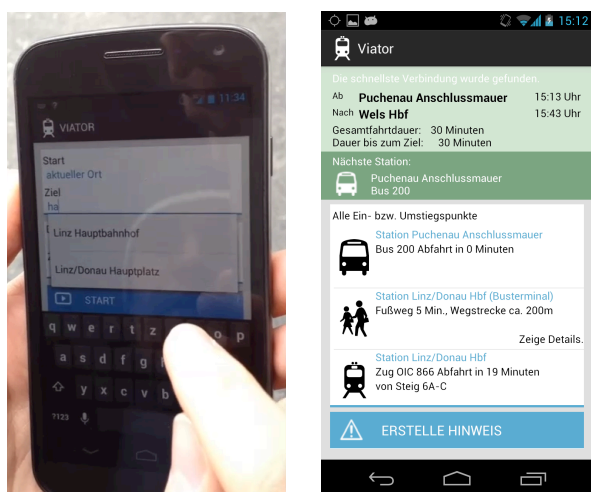 11:34
VIATOR
Start
aktueller Ort
Ziel
ha
Linz Hauptbahnhof
Linz/Donau Hauptplatz
START
q w e r t z o p
a s d f g
y x c v b
?123
15:12
Viator
Die schnellste Verbindung wurde gefunden.
Ab Puchenau Anschlussmauer 15:13 Uhr
Nach Wels Hbf 15:43 Uhr
Gesamtfahrtdauer: 30 Minuten
Dauer bis zum Ziel: 30 Minuten
Nächste Station:
Puchenau Anschlussmauer
Bus 200
Alle Ein- bzw. Umstiegspunkte
Station Puchenau Anschlussmauer
Bus 200 Abfahrt in 0 Minuten
Station Linz/Donau Hbf (Busterminal)
Fußweg 5 Min., Wegstrecke ca. 200m
Zeige Details.
Station Linz/Donau Hbf
Zug OIC 866 Abfahrt in 19 Minuten
von Steig 6A-C
ERSTELLE HINWEIS